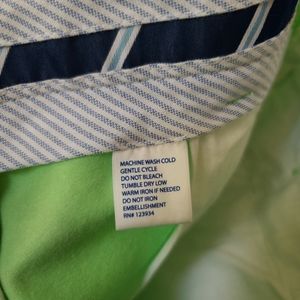 MACHINE WASH COLD
GENTLE CYCLE
DO NOT BLEACH
TUMBLE DRY LOW
WARM IRON IF NEEDED
DO NOT IRON
EMBELLISHMENT
RN# 123934